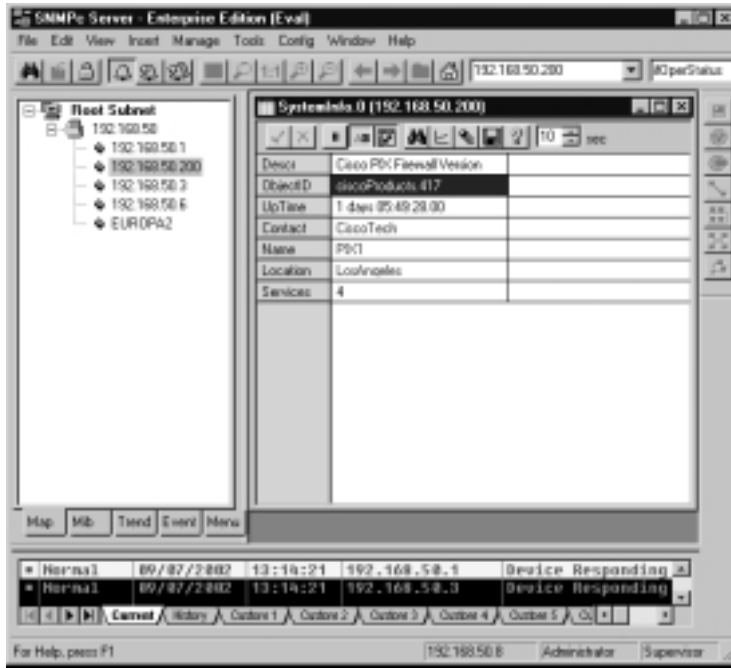 SNMPc Server - Enterprise Edition (Eval)
File Edit View Insert Manage Tools Config Window Help
1:1 192.168.50.200 ifOperStatus
Root Subnet
192.168.50
192.168.50.1
192.168.50.200
192.168.50.3
192.168.50.6
EUROPA2
SystemInfo.0 (192.168.50.200)
10 sec
Descr Cisco PIX Firewall Version
ObjectID ciscoProducts.417
UpTime 1 days 05:49:28.00
Contact CiscoTech
Name PIX1
Location LosAngeles
Services 4
Map Mib Trend Event Menu
Normal 09/07/2002 13:14:21 192.168.50.1 Device Responding
Normal 09/07/2002 13:14:21 192.168.50.3 Device Responding
Current History Custom 1 Custom 2 Custom 3 Custom 4 Custom 5
For Help, press F1 192.168.50.8 Administrator Supervisor